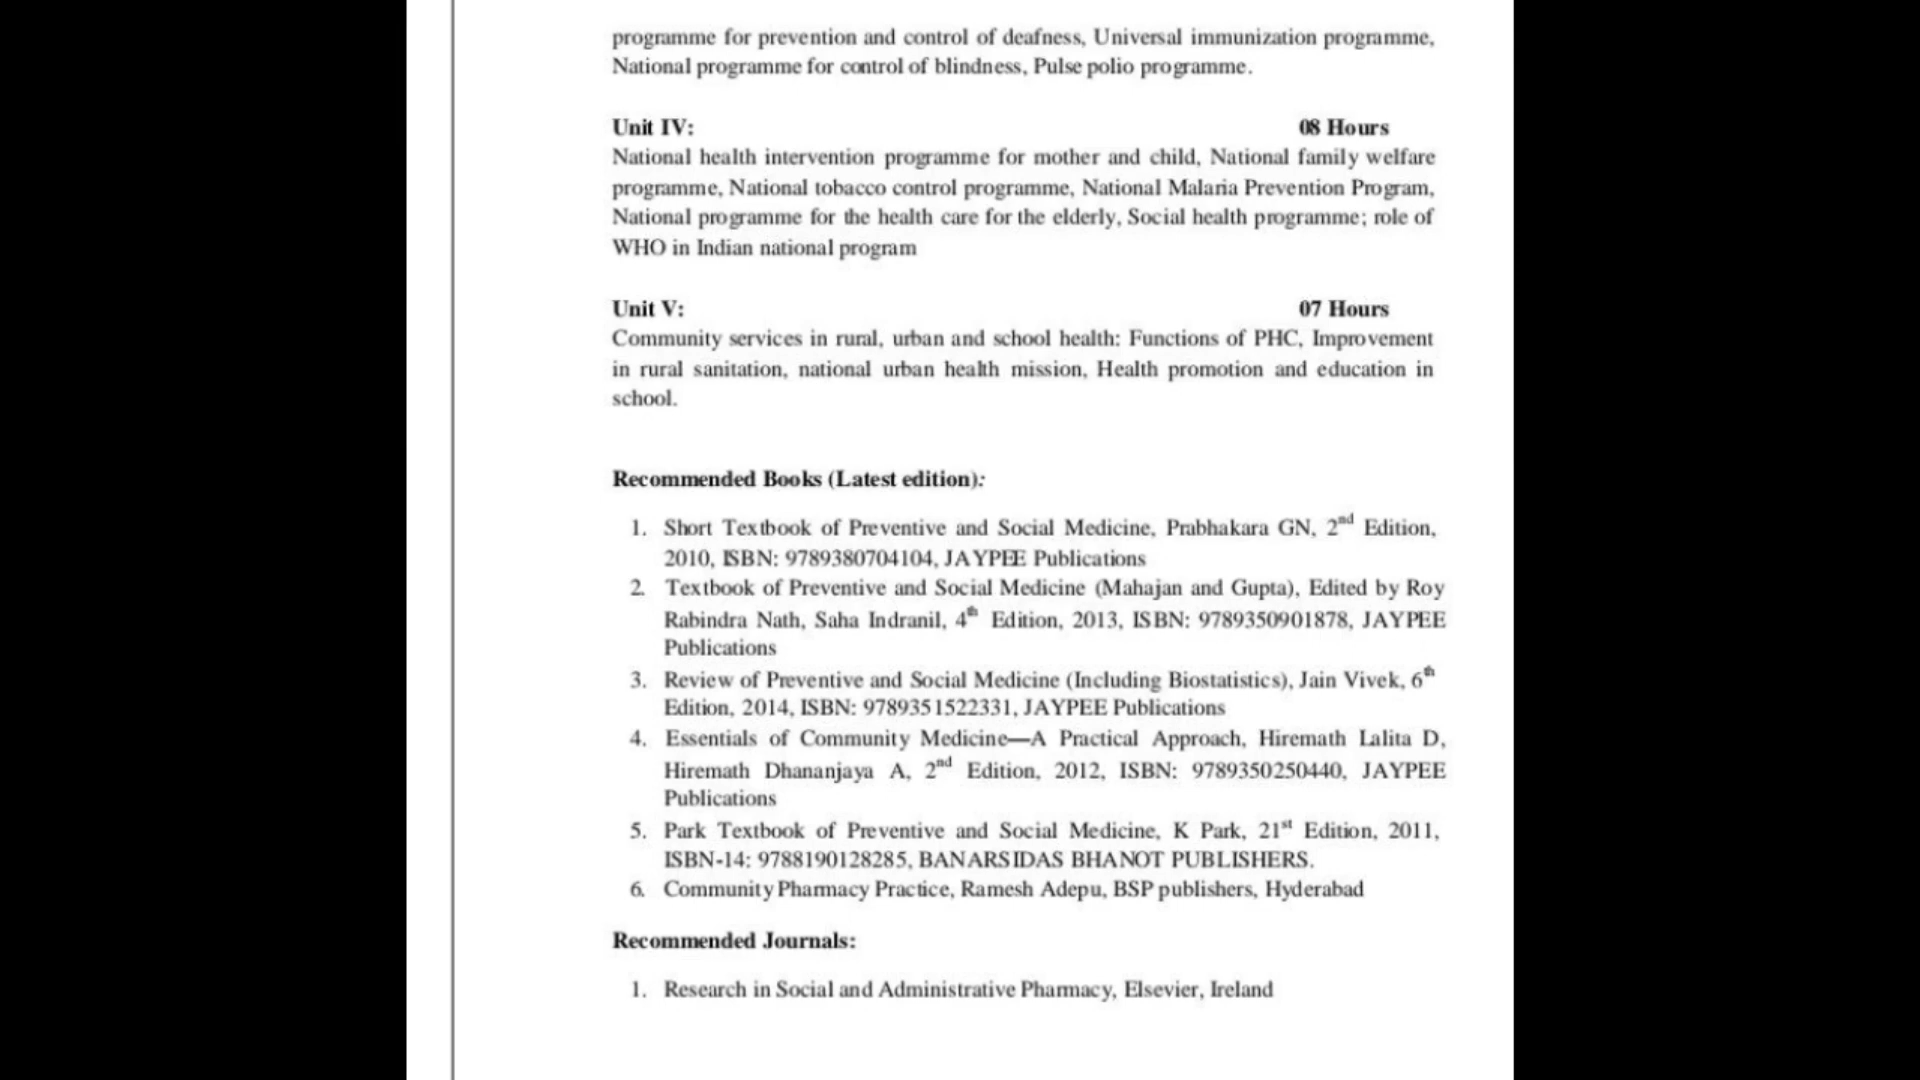 programme for prevention and control of deafness, Universal immunization programme,
National programme for control of blindness, Pulse polio programme.
Unit IV: 08 Hours
National health intervention programme for mother and child, National family welfare
programme, National tobacco control programme, National Malaria Prevention Program,
National programme for the health care for the elderly, Social health programme; role of
WHO in Indian national program
Unit V: 07 Hours
Community services in rural, urban and school health: Functions of PHC, Improvement
in rural sanitation, national urban health mission, Health promotion and education in
school.
Recommended Books (Latest edition):
1. Short Textbook of Preventive and Social Medicine, Prabhakara GN, 2nd Edition,
2010, ISBN: 9789380704104, JAYPEE Publications
2. Textbook of Preventive and Social Medicine (Mahajan and Gupta), Edited by Roy
Rabindra Nath, Saha Indranil, 4th Edition, 2013, ISBN: 9789350901878, JAYPEE
Publications
3. Review of Preventive and Social Medicine (Including Biostatistics), Jain Vivek, 6th
Edition, 2014, ISBN: 9789351522331, JAYPEE Publications
4. Essentials of Community Medicine—A Practical Approach, Hiremath Lalita D,
Hiremath Dhananjaya A, 2nd Edition, 2012, ISBN: 9789350250440, JAYPEE
Publications
5. Park Textbook of Preventive and Social Medicine, K Park, 21st Edition, 2011,
ISBN-14: 9788190128285, BANARSIDAS BHANOT PUBLISHERS.
6. Community Pharmacy Practice, Ramesh Adepu, BSP publishers, Hyderabad
Recommended Journals:
1. Research in Social and Administrative Pharmacy, Elsevier, Ireland